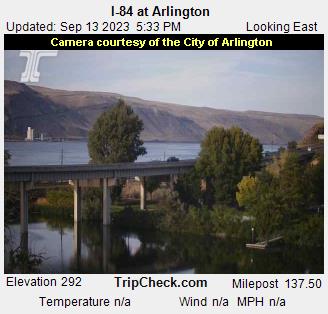 I-84 at Arlington
Updated: Sep 13 2023 5:33 PM Looking East
Camera courtesy of the City of Arlington
Elevation 292 TripCheck.com Milepost 137.50
Temperature n/a Wind n/a MPH n/a